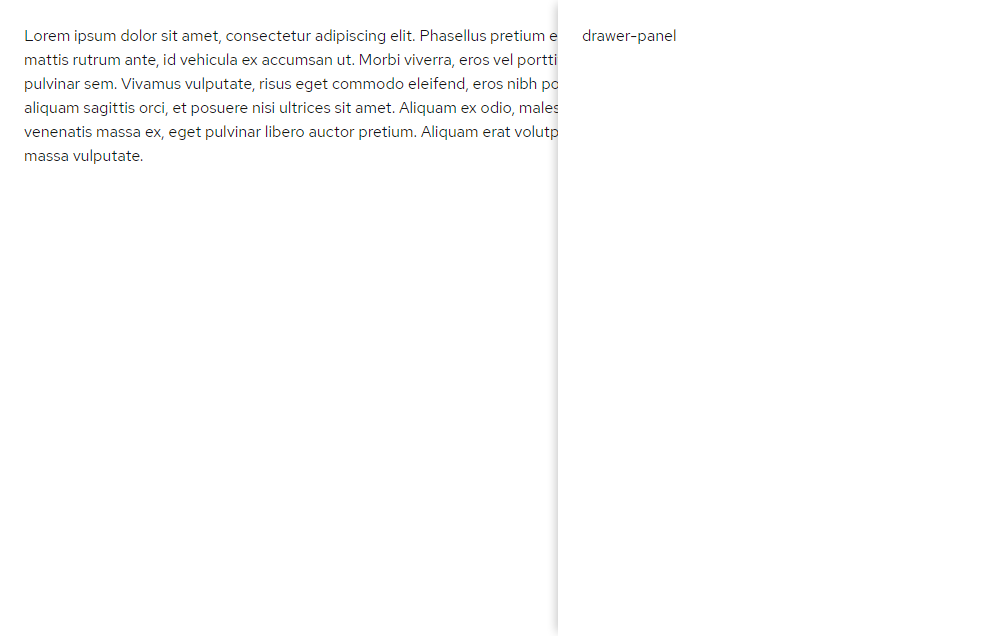 Lorem ipsum dolor sit amet, consectetur adipiscing elit. Phasellus pretium e
mattis rutrum ante, id vehicula ex accumsan ut. Morbi viverra, eros vel portti
pulvinar sem. Vivamus vulputate, risus eget commodo eleifend, eros nibh po
aliquam sagittis orci, et posuere nisi ultrices sit amet. Aliquam ex odio, males
venenatis massa ex, eget pulvinar libero auctor pretium. Aliquam erat volutp
massa vulputate.
drawer-panel